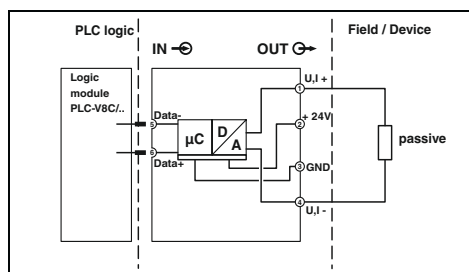 PLC logic
Field / Device
IN
OUT
Logic
module
PLC-V8C/..
U,I +
1
Data-
5
µC
D
A
+ 24V
2
passive
6
Data+
3
GND
4
U,I -